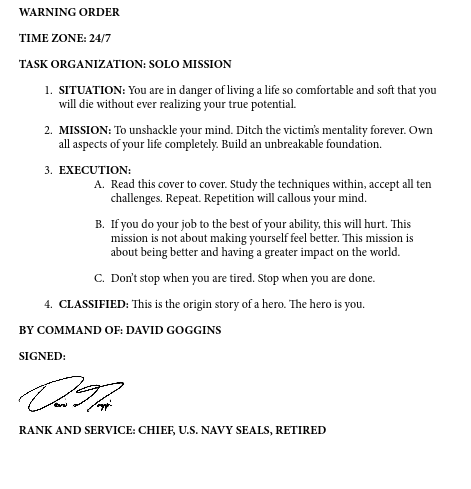 WARNING ORDER
TIME ZONE: 24/7
TASK ORGANIZATION: SOLO MISSION
1. SITUATION: You are in danger of living a life so comfortable and soft that you
will die without ever realizing your true potential.
2. MISSION: To unshackle your mind. Ditch the victim's mentality forever. Own
all aspects of your life completely. Build an unbreakable foundation.
3. EXECUTION:
A. Read this cover to cover. Study the techniques within, accept all ten
challenges. Repeat. Repetition will callous your mind.
B. If you do your job to the best of your ability, this will hurt. This
mission is not about making yourself feel better. This mission is
about being better and having a greater impact on the world.
C. Don't stop when you are tired. Stop when you are done.
4. CLASSIFIED: This is the origin story of a hero. The hero is you.
BY COMMAND OF: DAVID GOGGINS
SIGNED:
RANK AND SERVICE: CHIEF, U.S. NAVY SEALS, RETIRED